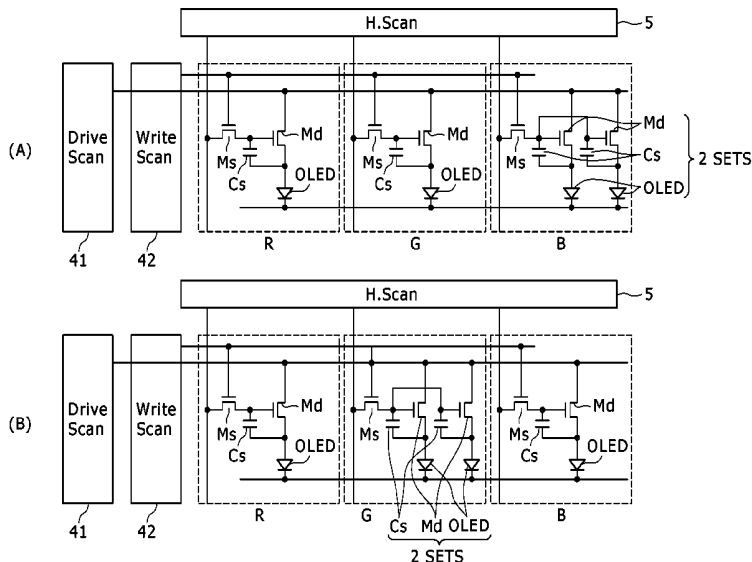 H.Scan
5
(A)
Drive
Scan
Write
Scan
Ms
Md
Cs
OLED
Ms
Md
Cs
OLED
Ms
Md
Cs
OLED
2 SETS
41
42
R
G
B
H.Scan
5
(B)
Drive
Scan
Write
Scan
Ms
Md
Cs
OLED
Ms
Ms
Md
Cs
OLED
41
42
R
G
Cs Md OLED
B
2 SETS